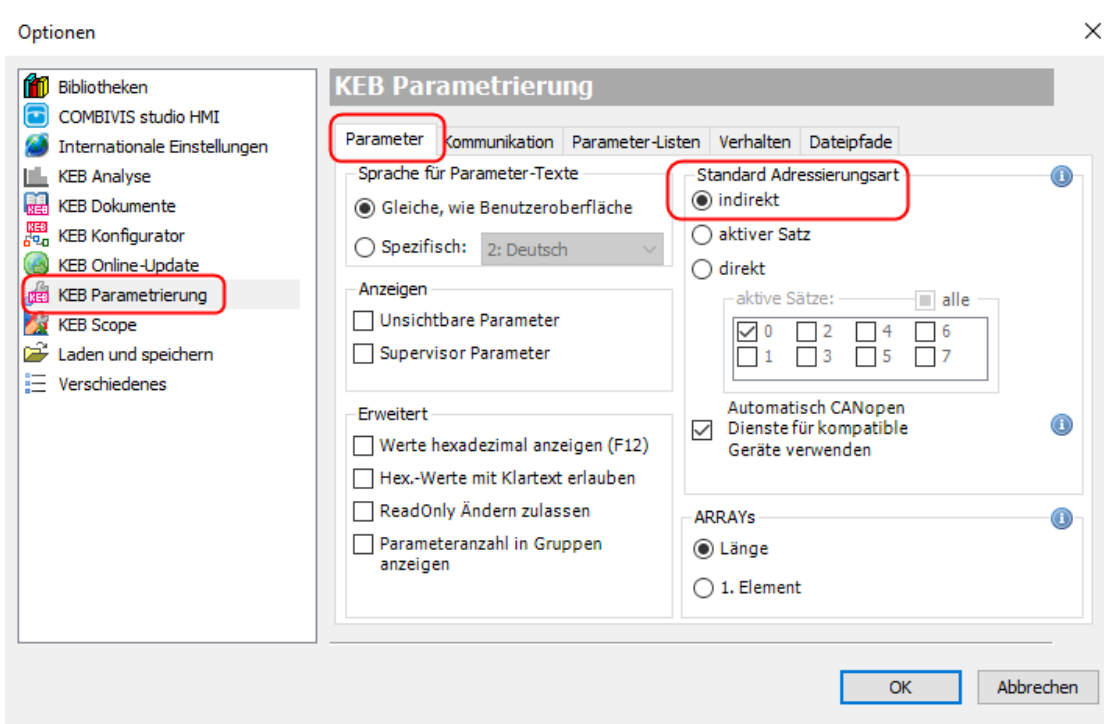 Optionen
Bibliotheken
COMBIVIS studio HMI
Internationale Einstellungen
KEB Analyse
KEB Dokumente
KEB Konfigurator
KEB Online-Update
KEB Parametrierung
KEB Scope
Laden und speichern
Verschiedenes
KEB Parametrierung
Parameter Kommunikation Parameter-Listen Verhalten Dateipfade
Sprache für Parameter-Texte
Gleiche, wie Benutzeroberfläche
Spezifisch: 2: Deutsch
Anzeigen
Unsichtbare Parameter
Supervisor Parameter
Erweitert
Werte hexadezimal anzeigen (F12)
Hex.-Werte mit Klartext erlauben
ReadOnly Ändern zulassen
Parameteranzahl in Gruppen
anzeigen
Standard Adressierungsart
indirekt
aktiver Satz
direkt
aktive Sätze: alle
0 2 4 6
1 3 5 7
Automatisch CANopen
Dienste für kompatible
Geräte verwenden
ARRAYs
Länge
1. Element
OK Abbrechen